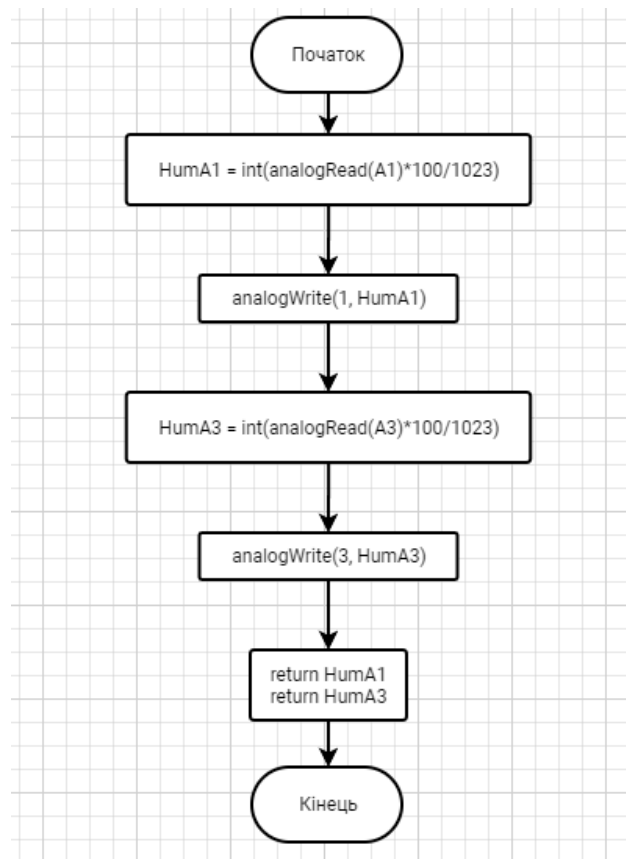 Початок
HumA1 = int(analogRead(A1)*100/1023)
analogWrite(1, HumA1)
HumA3 = int(analogRead(A3)*100/1023)
analogWrite(3, HumA3)
return HumA1
return HumA3
Кінець